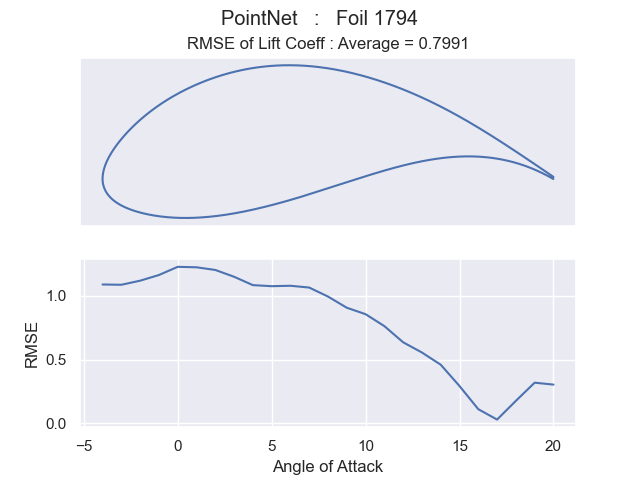 PointNet : Foil 1794
RMSE of Lift Coeff : Average = 0.7991
1.0
0.5
0.0
RMSE
−5 0 5 10 15 20
Angle of Attack